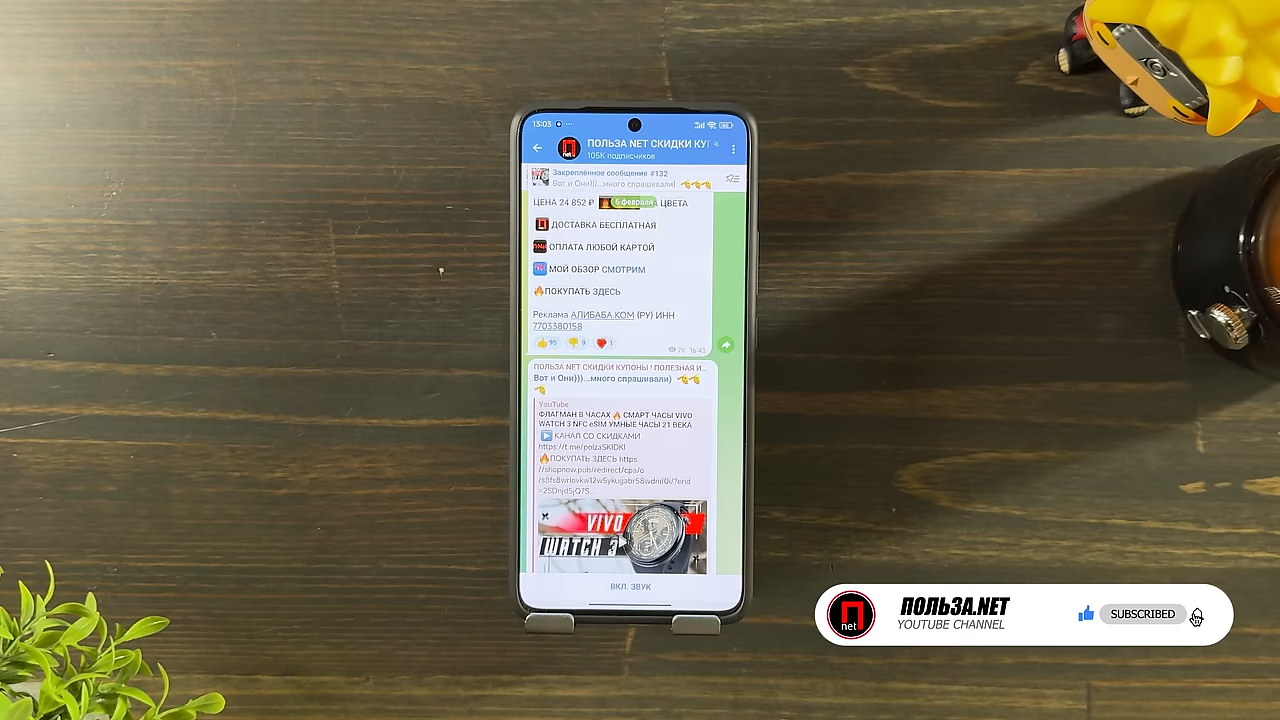 13:03
ПОЛЬЗА NET СКИДКИ КУП
105K подписчиков
Закреплённое сообщение #132
Вот и Они)))...много спрашивали)
ЦЕНА 24 852 ₽ ЦВЕТА
6 февраля
ДОСТАВКА БЕСПЛАТНАЯ
ОПЛАТА ЛЮБОЙ КАРТОЙ
МОЙ ОБЗОР СМОТРИМ
ПОКУПАТЬ ЗДЕСЬ
Реклама АЛИБАБА.КОМ (РУ) ИНН
7703380158
95 9 1
7K 16:43
ПОЛЬЗА NET СКИДКИ КУПОНЫ ! ПОЛЕЗНАЯ И...
Вот и Они)))...много спрашивали)
YouTube
ФЛАГМАН В ЧАСАХ СМАРТ ЧАСЫ VIVO
WATCH 3 NFC eSIM УМНЫЕ ЧАСЫ 21 ВЕКА
КАНАЛ СО СКИДКАМИ
https://t.me/polzaSKIDKI
ПОКУПАТЬ ЗДЕСЬ https:
//shopnow.pub/redirect/cpa/o
VIVO
WATCH 3
ВКЛ. ЗВУК
П
net
ПОЛЬЗА.NET
YOUTUBE CHANNEL
SUBSCRIBED